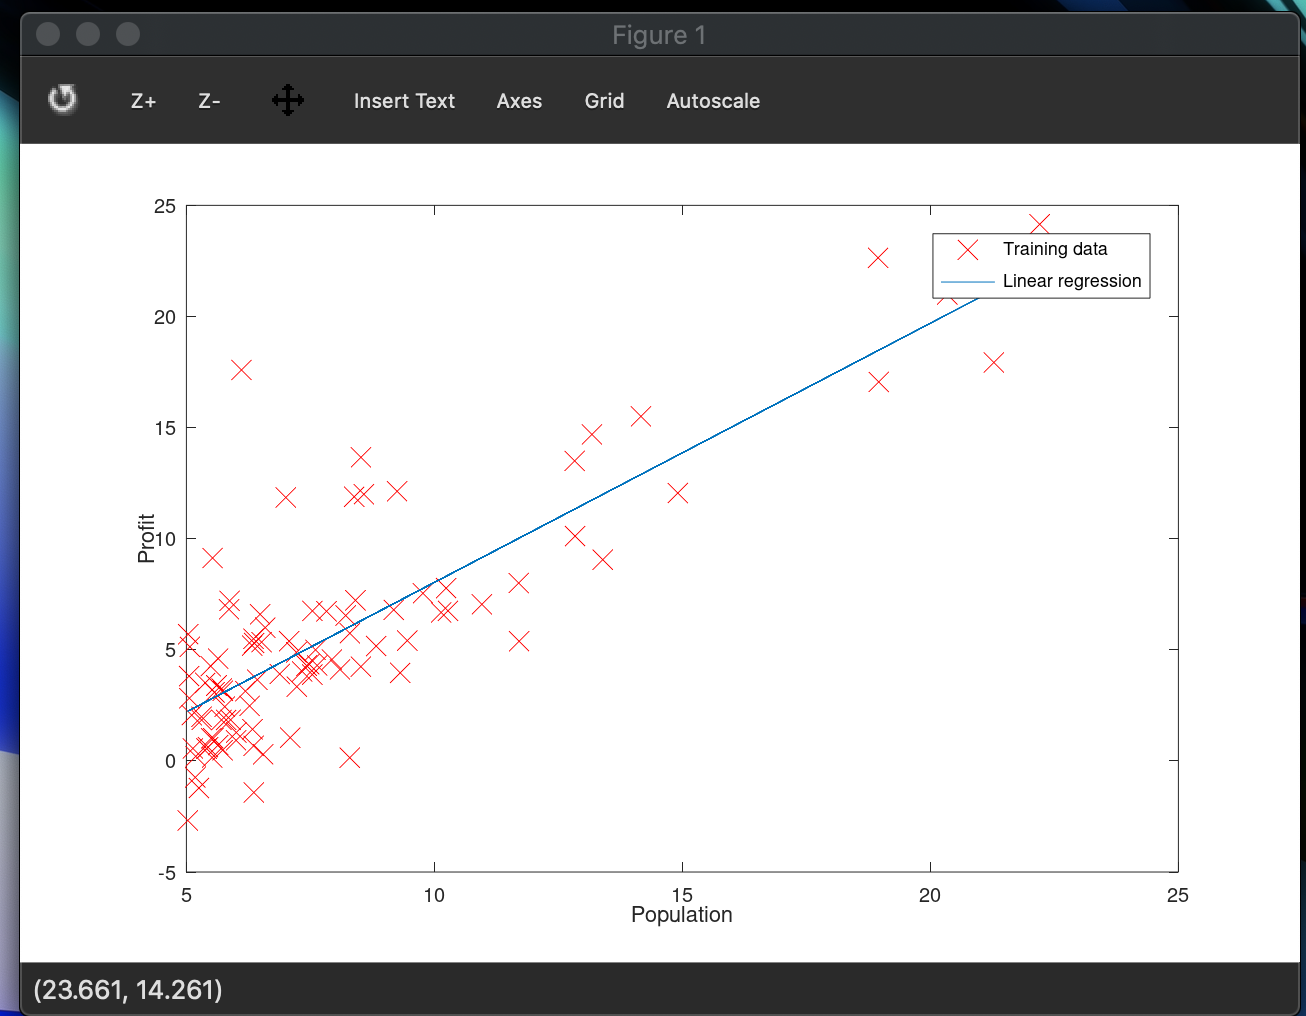 Figure 1
Z+ Z- Insert Text Axes Grid Autoscale
25
20
15
10
5
0
-5
Profit
Training data
Linear regression
5 10 15 20 25
Population
(23.661, 14.261)